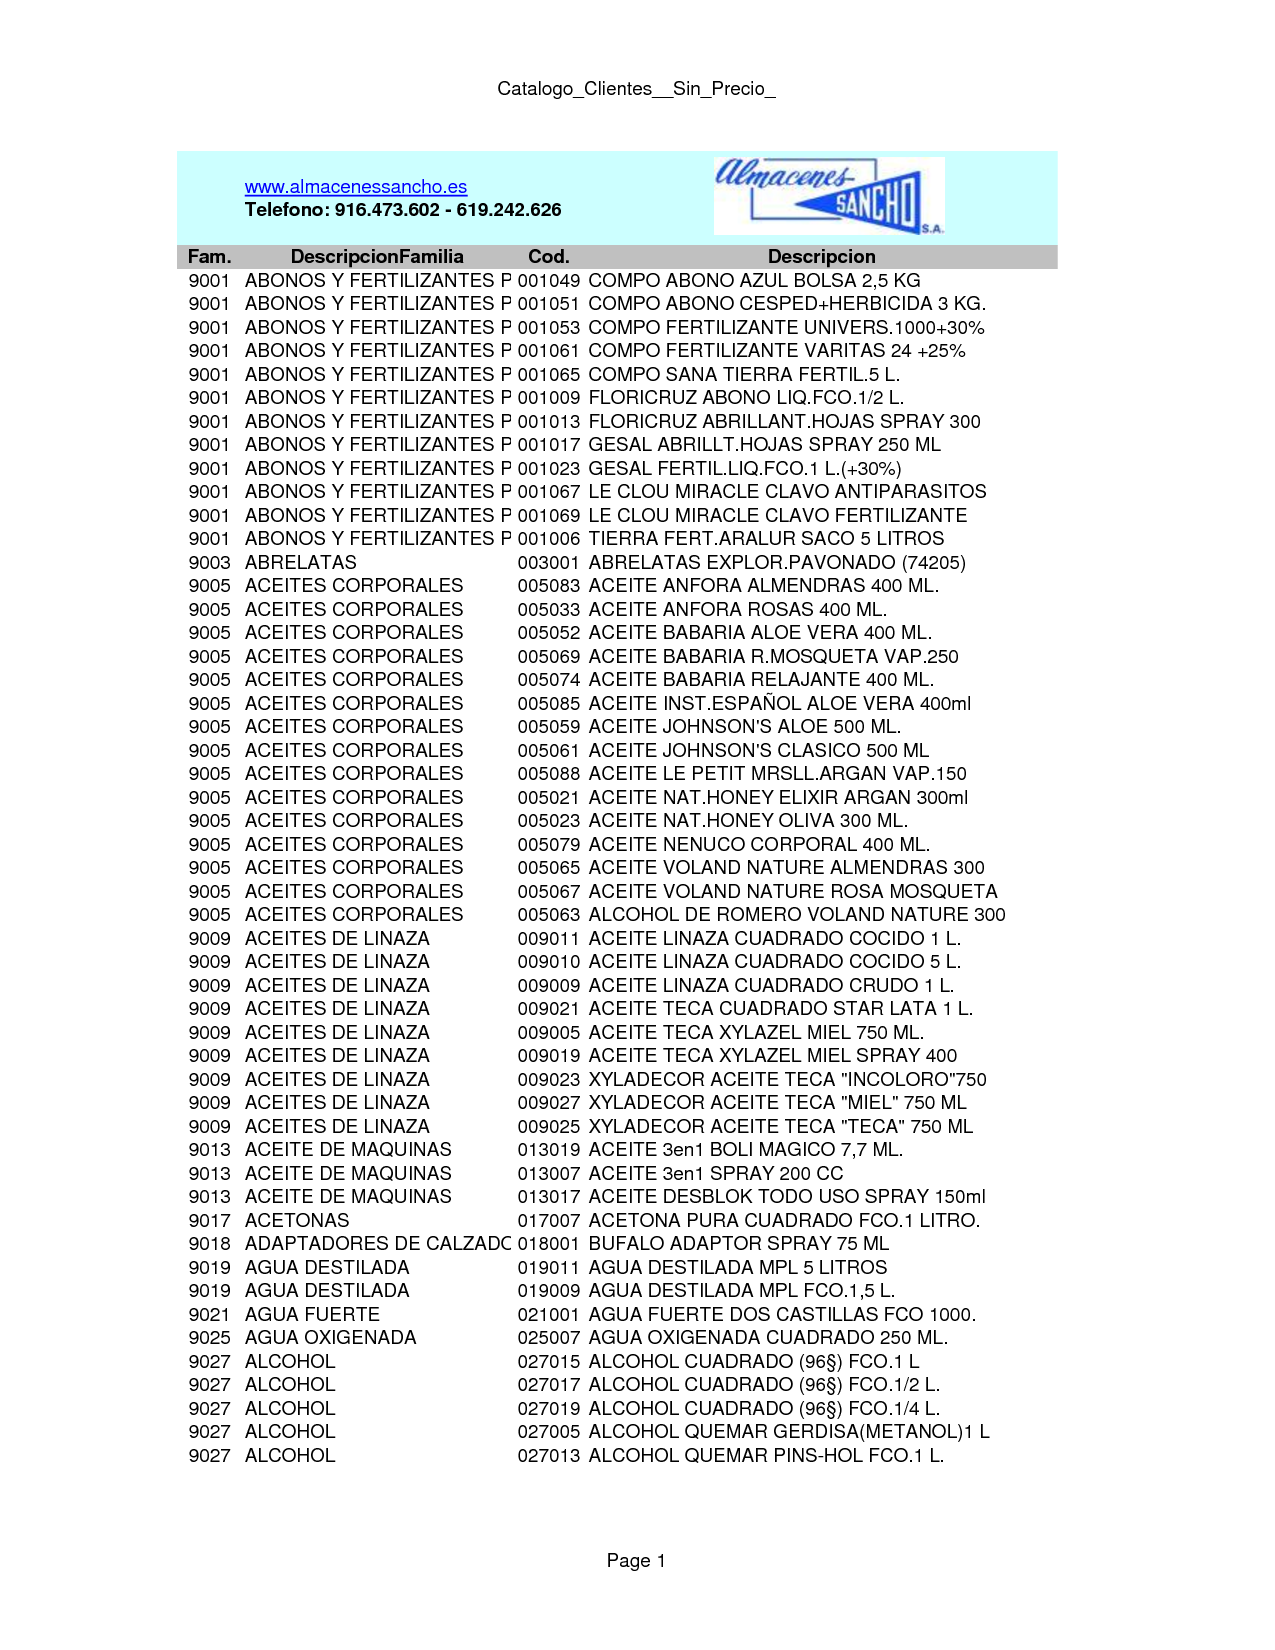 Catalogo_Clientes__Sin_Precio_
www.almacenessancho.es
Telefono: 916.473.602 - 619.242.626
Almacenes
SANCHO
S.A.
Fam. DescripcionFamilia Cod. Descripcion
9001 ABONOS Y FERTILIZANTES P 001049 COMPO ABONO AZUL BOLSA 2,5 KG
9001 ABONOS Y FERTILIZANTES P 001051 COMPO ABONO CESPED+HERBICIDA 3 KG.
9001 ABONOS Y FERTILIZANTES P 001053 COMPO FERTILIZANTE UNIVERS.1000+30%
9001 ABONOS Y FERTILIZANTES P 001061 COMPO FERTILIZANTE VARITAS 24 +25%
9001 ABONOS Y FERTILIZANTES P 001065 COMPO SANA TIERRA FERTIL.5 L.
9001 ABONOS Y FERTILIZANTES P 001009 FLORICRUZ ABONO LIQ.FCO.1/2 L.
9001 ABONOS Y FERTILIZANTES P 001013 FLORICRUZ ABRILLANT.HOJAS SPRAY 300
9001 ABONOS Y FERTILIZANTES P 001017 GESAL ABRILLT.HOJAS SPRAY 250 ML
9001 ABONOS Y FERTILIZANTES P 001023 GESAL FERTIL.LIQ.FCO.1 L.(+30%)
9001 ABONOS Y FERTILIZANTES P 001067 LE CLOU MIRACLE CLAVO ANTIPARASITOS
9001 ABONOS Y FERTILIZANTES P 001069 LE CLOU MIRACLE CLAVO FERTILIZANTE
9001 ABONOS Y FERTILIZANTES P 001006 TIERRA FERT.ARALUR SACO 5 LITROS
9003 ABRELATAS 003001 ABRELATAS EXPLOR.PAVONADO (74205)
9005 ACEITES CORPORALES 005083 ACEITE ANFORA ALMENDRAS 400 ML.
9005 ACEITES CORPORALES 005033 ACEITE ANFORA ROSAS 400 ML.
9005 ACEITES CORPORALES 005052 ACEITE BABARIA ALOE VERA 400 ML.
9005 ACEITES CORPORALES 005069 ACEITE BABARIA R.MOSQUETA VAP.250
9005 ACEITES CORPORALES 005074 ACEITE BABARIA RELAJANTE 400 ML.
9005 ACEITES CORPORALES 005085 ACEITE INST.ESPAÑOL ALOE VERA 400ml
9005 ACEITES CORPORALES 005059 ACEITE JOHNSON'S ALOE 500 ML.
9005 ACEITES CORPORALES 005061 ACEITE JOHNSON'S CLASICO 500 ML
9005 ACEITES CORPORALES 005088 ACEITE LE PETIT MRSLL.ARGAN VAP.150
9005 ACEITES CORPORALES 005021 ACEITE NAT.HONEY ELIXIR ARGAN 300ml
9005 ACEITES CORPORALES 005023 ACEITE NAT.HONEY OLIVA 300 ML.
9005 ACEITES CORPORALES 005079 ACEITE NENUCO CORPORAL 400 ML.
9005 ACEITES CORPORALES 005065 ACEITE VOLAND NATURE ALMENDRAS 300
9005 ACEITES CORPORALES 005067 ACEITE VOLAND NATURE ROSA MOSQUETA
9005 ACEITES CORPORALES 005063 ALCOHOL DE ROMERO VOLAND NATURE 300
9009 ACEITES DE LINAZA 009011 ACEITE LINAZA CUADRADO COCIDO 1 L.
9009 ACEITES DE LINAZA 009010 ACEITE LINAZA CUADRADO COCIDO 5 L.
9009 ACEITES DE LINAZA 009009 ACEITE LINAZA CUADRADO CRUDO 1 L.
9009 ACEITES DE LINAZA 009021 ACEITE TECA CUADRADO STAR LATA 1 L.
9009 ACEITES DE LINAZA 009005 ACEITE TECA XYLAZEL MIEL 750 ML.
9009 ACEITES DE LINAZA 009019 ACEITE TECA XYLAZEL MIEL SPRAY 400
9009 ACEITES DE LINAZA 009023 XYLADECOR ACEITE TECA "INCOLORO"750
9009 ACEITES DE LINAZA 009027 XYLADECOR ACEITE TECA "MIEL" 750 ML
9009 ACEITES DE LINAZA 009025 XYLADECOR ACEITE TECA "TECA" 750 ML
9013 ACEITE DE MAQUINAS 013019 ACEITE 3en1 BOLI MAGICO 7,7 ML.
9013 ACEITE DE MAQUINAS 013007 ACEITE 3en1 SPRAY 200 CC
9013 ACEITE DE MAQUINAS 013017 ACEITE DESBLOK TODO USO SPRAY 150ml
9017 ACETONAS 017007 ACETONA PURA CUADRADO FCO.1 LITRO.
9018 ADAPTADORES DE CALZADO 018001 BUFALO ADAPTOR SPRAY 75 ML
9019 AGUA DESTILADA 019011 AGUA DESTILADA MPL 5 LITROS
9019 AGUA DESTILADA 019009 AGUA DESTILADA MPL FCO.1,5 L.
9021 AGUA FUERTE 021001 AGUA FUERTE DOS CASTILLAS FCO 1000.
9025 AGUA OXIGENADA 025007 AGUA OXIGENADA CUADRADO 250 ML.
9027 ALCOHOL 027015 ALCOHOL CUADRADO (96§) FCO.1 L
9027 ALCOHOL 027017 ALCOHOL CUADRADO (96§) FCO.1/2 L.
9027 ALCOHOL 027019 ALCOHOL CUADRADO (96§) FCO.1/4 L.
9027 ALCOHOL 027005 ALCOHOL QUEMAR GERDISA(METANOL)1 L
9027 ALCOHOL 027013 ALCOHOL QUEMAR PINS-HOL FCO.1 L.
Page 1